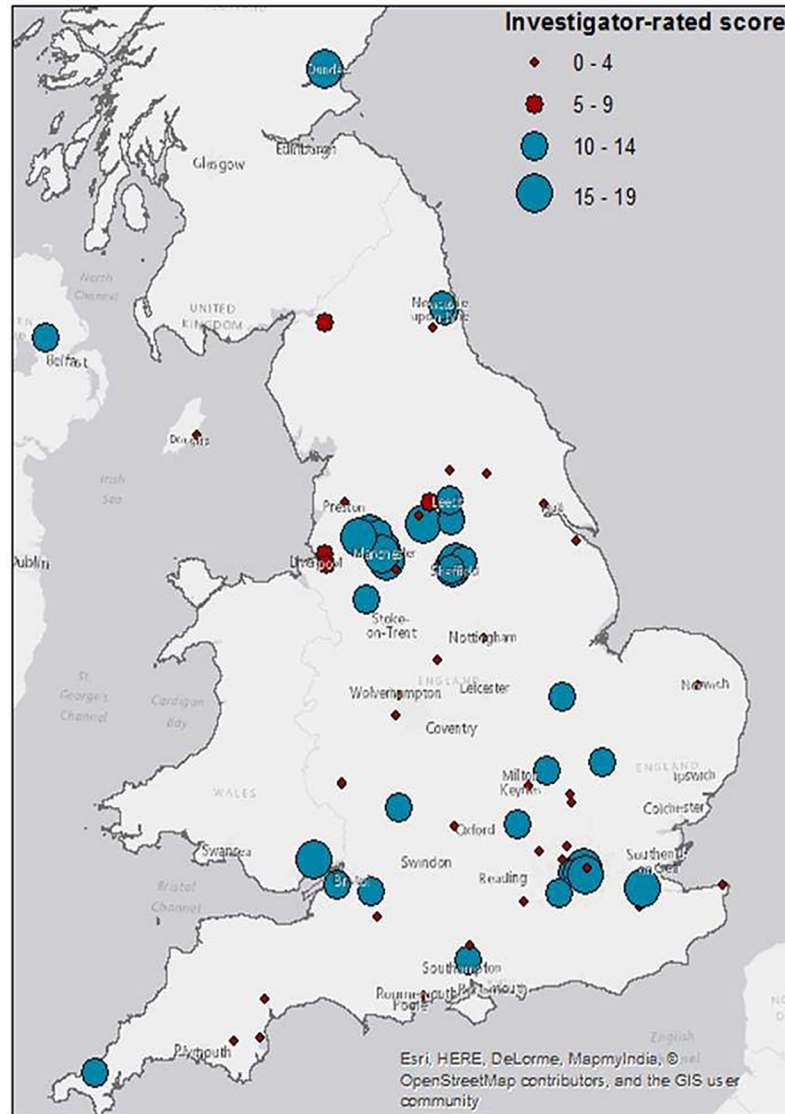 SCOTLAND
Investigator-rated score
0 - 4
5 - 9
10 - 14
15 - 19
Edinburgh
Glasgow
North
Channel
UNITED
KINGDOM
Newcastle
upon-Tyne
Belfast
Douglas
Irish
Sea
Preston
Leeds
Hull
Dublin
Liverpool
Manchester
Sheffield
Stoke-
on-Trent
Nottingham
ENGLAND
Wolverhampton
Leicester
Norwich
St.
George's
Channel
Cardigan
Bay
Coventry
WALES
Milton
Keynes
ENGLAND
Ipswich
Colchester
Oxford
Swansea
Swindon
Reading
Southend
on-Sea
Bristol
Bristol
Channel
Southampton
Portsmouth
Bournemouth
Poole
Plymouth
English
Esri, HERE, DeLorme, MapmyIndia, ©
OpenStreetMap contributors, and the GIS user
community